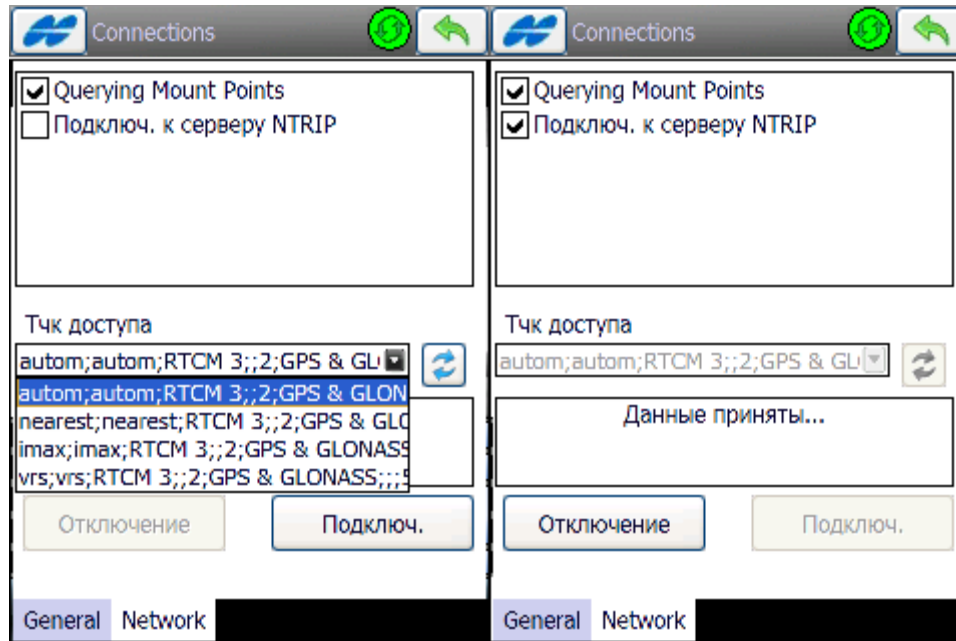 Connections
Querying Mount Points
Подключ. к серверу NTRIP
Тчк доступа
autom;autom;RTCM 3;;2;GPS & GL
autom;autom;RTCM 3;;2;GPS & GLON
nearest;nearest;RTCM 3;;2;GPS & GLO
imax;imax;RTCM 3;;2;GPS & GLONASS
vrs;vrs;RTCM 3;;2;GPS & GLONASS;;;5
Отключение
Подключ.
General
Network
Connections
Querying Mount Points
Подключ. к серверу NTRIP
Тчк доступа
autom;autom;RTCM 3;;2;GPS & GL
Данные приняты...
Отключение
Подключ.
General
Network